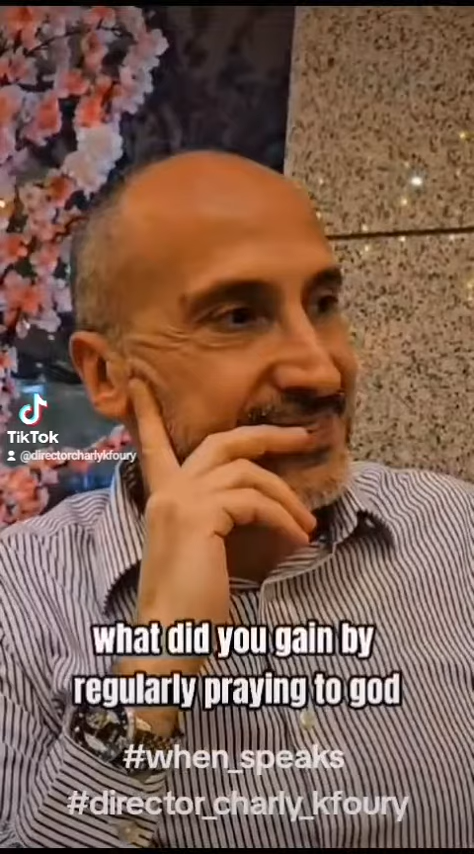 TikTok
@directorcharlykfoury
what did you gain by
regularly praying to god
#when_speaks
#director_charly_kfoury